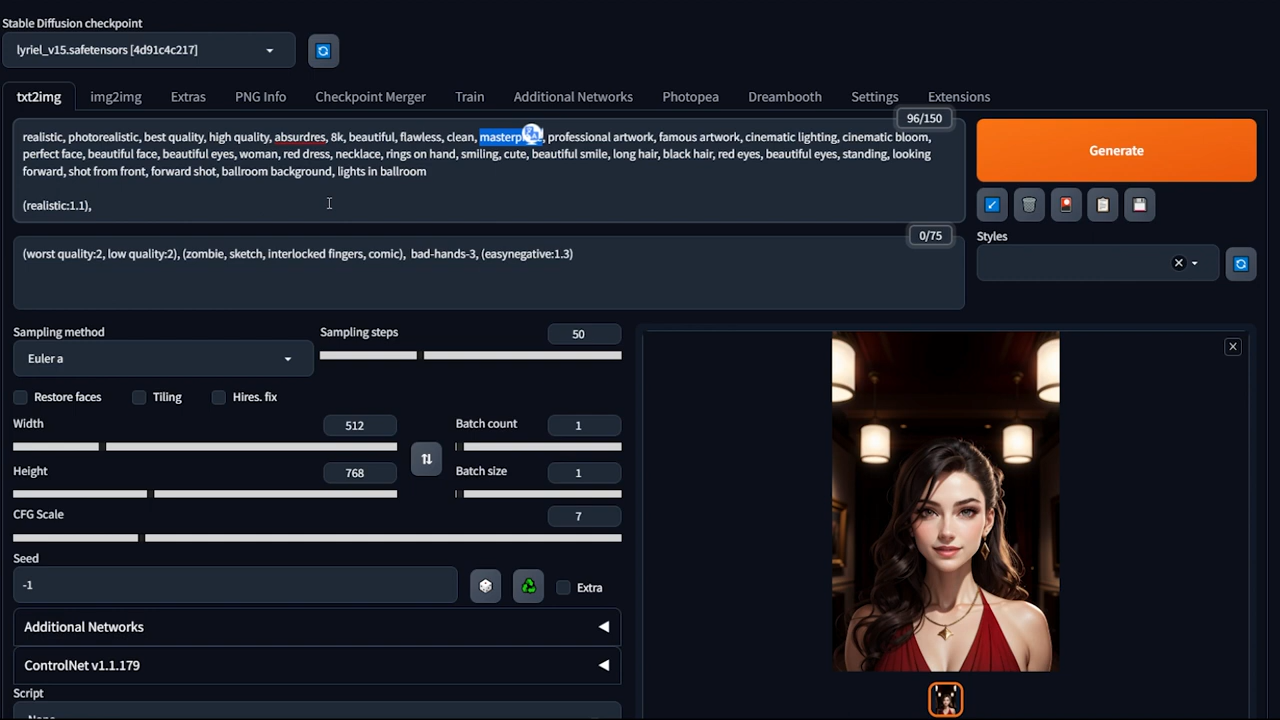 Stable Diffusion checkpoint
lyriel_v15.safetensors [4d91c4c217]
txt2img img2img Extras PNG Info Checkpoint Merger Train Additional Networks Photopea Dreambooth Settings Extensions
96/150
realistic, photorealistic, best quality, high quality, absurdres, 8k, beautiful, flawless, clean, professional artwork, famous artwork, cinematic lighting, cinematic bloom,
perfect face, beautiful face, beautiful eyes, woman, red dress, necklace, rings on hand, smiling, cute, beautiful smile, long hair, black hair, red eyes, beautiful eyes, standing, looking
forward, shot from front, forward shot, ballroom background, lights in ballroom
(realistic:1.1),
Generate
0/75
(worst quality:2, low quality:2), (zombie, sketch, interlocked fingers, comic), bad-hands-3, (easynegative:1.3)
Styles
Sampling method
Euler a
Sampling steps
50
Restore faces
Tiling
Hires. fix
Width
512
Batch count
1
Height
768
Batch size
1
CFG Scale
7
Seed
-1
Extra
Additional Networks
ControlNet v1.1.179
Script